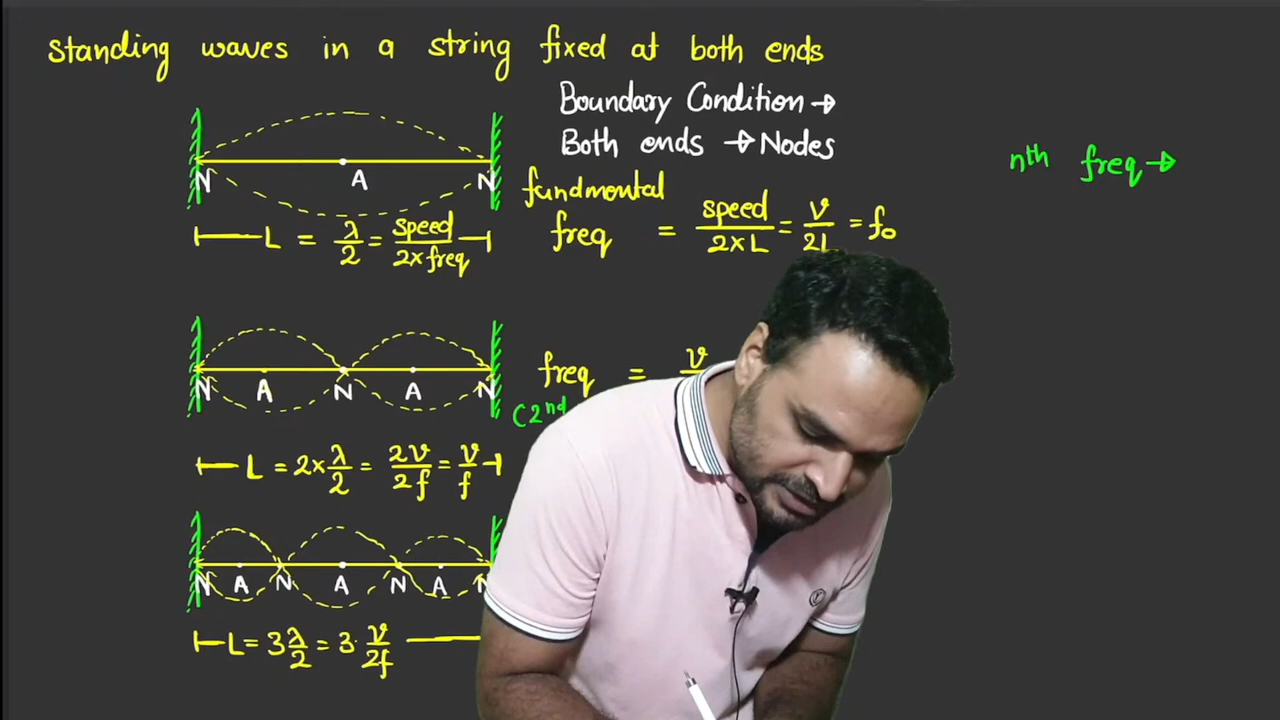 standing waves in a string fixed at both ends
Boundary Condition →
Both ends → Nodes
nth freq →
N A N
fundmental
freq = speed/2×L = v/2L = f₀
L = λ/2 = speed/2×freq
N A N A N
freq = v
(2nd
L = 2×λ/2 = 2v/2f = v/f
N A N A N A N
L = 3λ/2 = 3·v/2f